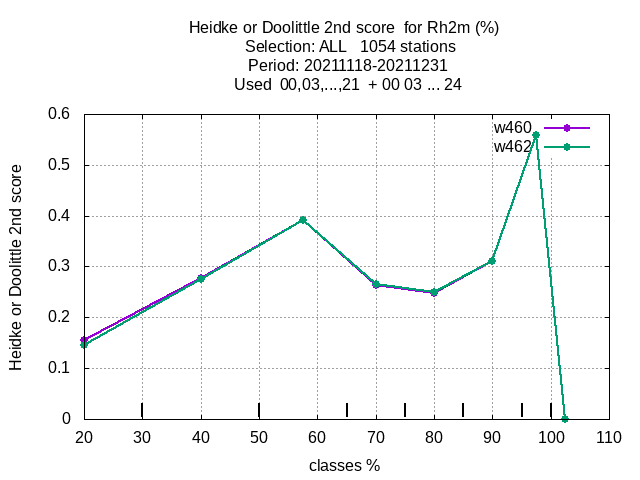 Heidke or Doolittle 2nd score  for Rh2m (%)
Selection: ALL   1054 stations
Period: 20211118-20211231
Used  00,03,...,21  + 00 03 ... 24
w460
w462
Heidke or Doolittle 2nd score
0.6
0.5
0.4
0.3
0.2
0.1
0
20 30 40 50 60 70 80 90 100 110
classes %